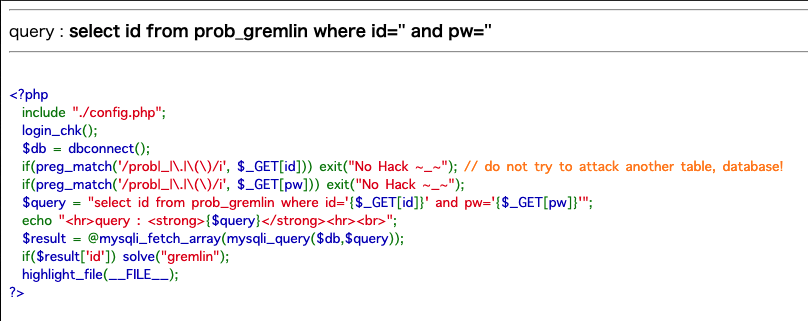 query : select id from prob_gremlin where id='' and pw=''
<?php
include "./config.php";
login_chk();
$db = dbconnect();
if(preg_match('/prob|_|\.|\(\)/i', $_GET[id])) exit("No Hack ~_~"); // do not try to attack another table, database!
if(preg_match('/prob|_|\.|\(\)/i', $_GET[pw])) exit("No Hack ~_~");
$query = "select id from prob_gremlin where id='{$_GET[id]}' and pw='{$_GET[pw]}'";
echo "<hr>query : <strong>{$query}</strong><hr><br>";
$result = @mysqli_fetch_array(mysqli_query($db,$query));
if($result['id']) solve("gremlin");
highlight_file(__FILE__);
?>